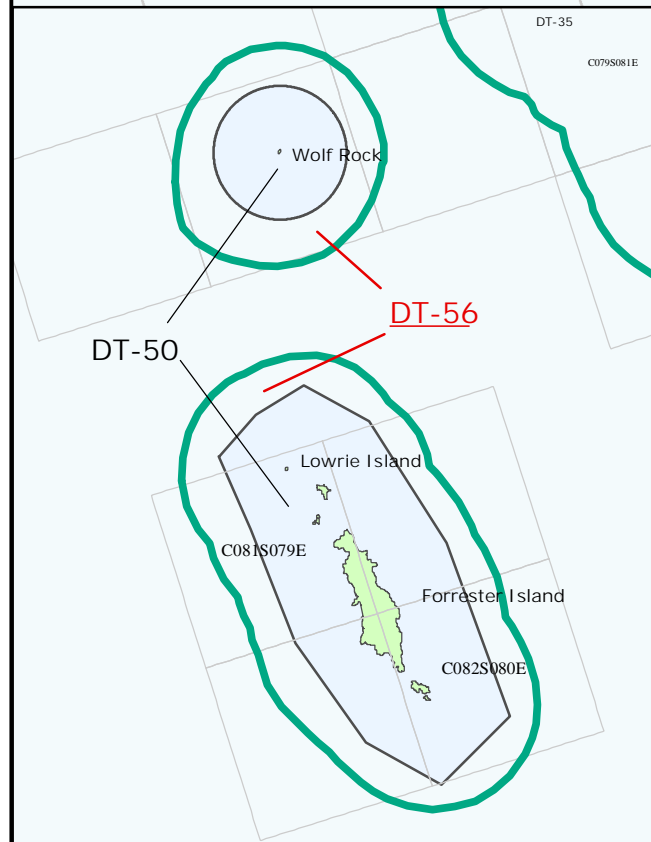 DT-35
C079S081E
Wolf Rock
DT-56
DT-50
Lowrie Island
C081S079E
Forrester Island
C082S080E